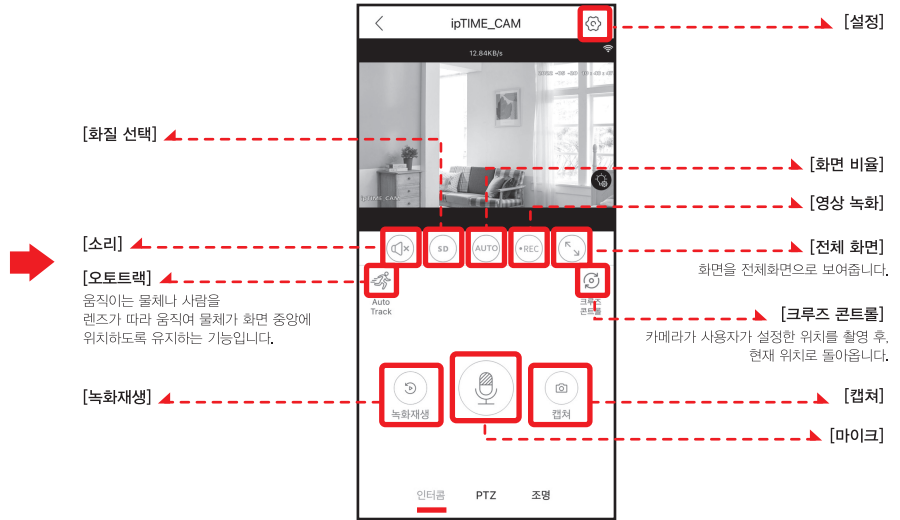 ipTIME_CAM
[설정]
12.84KB/s
[화질 선택]
[화면 비율]
[영상 녹화]
[소리]
SD
AUTO
•REC
[전체 화면]
화면을 전체화면으로 보여줍니다.
[오토트랙]
움직이는 물체나 사람을
렌즈가 따라 움직여 물체가 화면 중앙에
위치하도록 유지하는 기능입니다.
Auto
Track
크루즈
콘트롤
[크루즈 콘트롤]
카메라가 사용자가 설정한 위치를 촬영 후,
현재 위치로 돌아옵니다.
[녹화재생]
녹화재생
캡쳐
[캡쳐]
[마이크]
인터콤
PTZ
조명